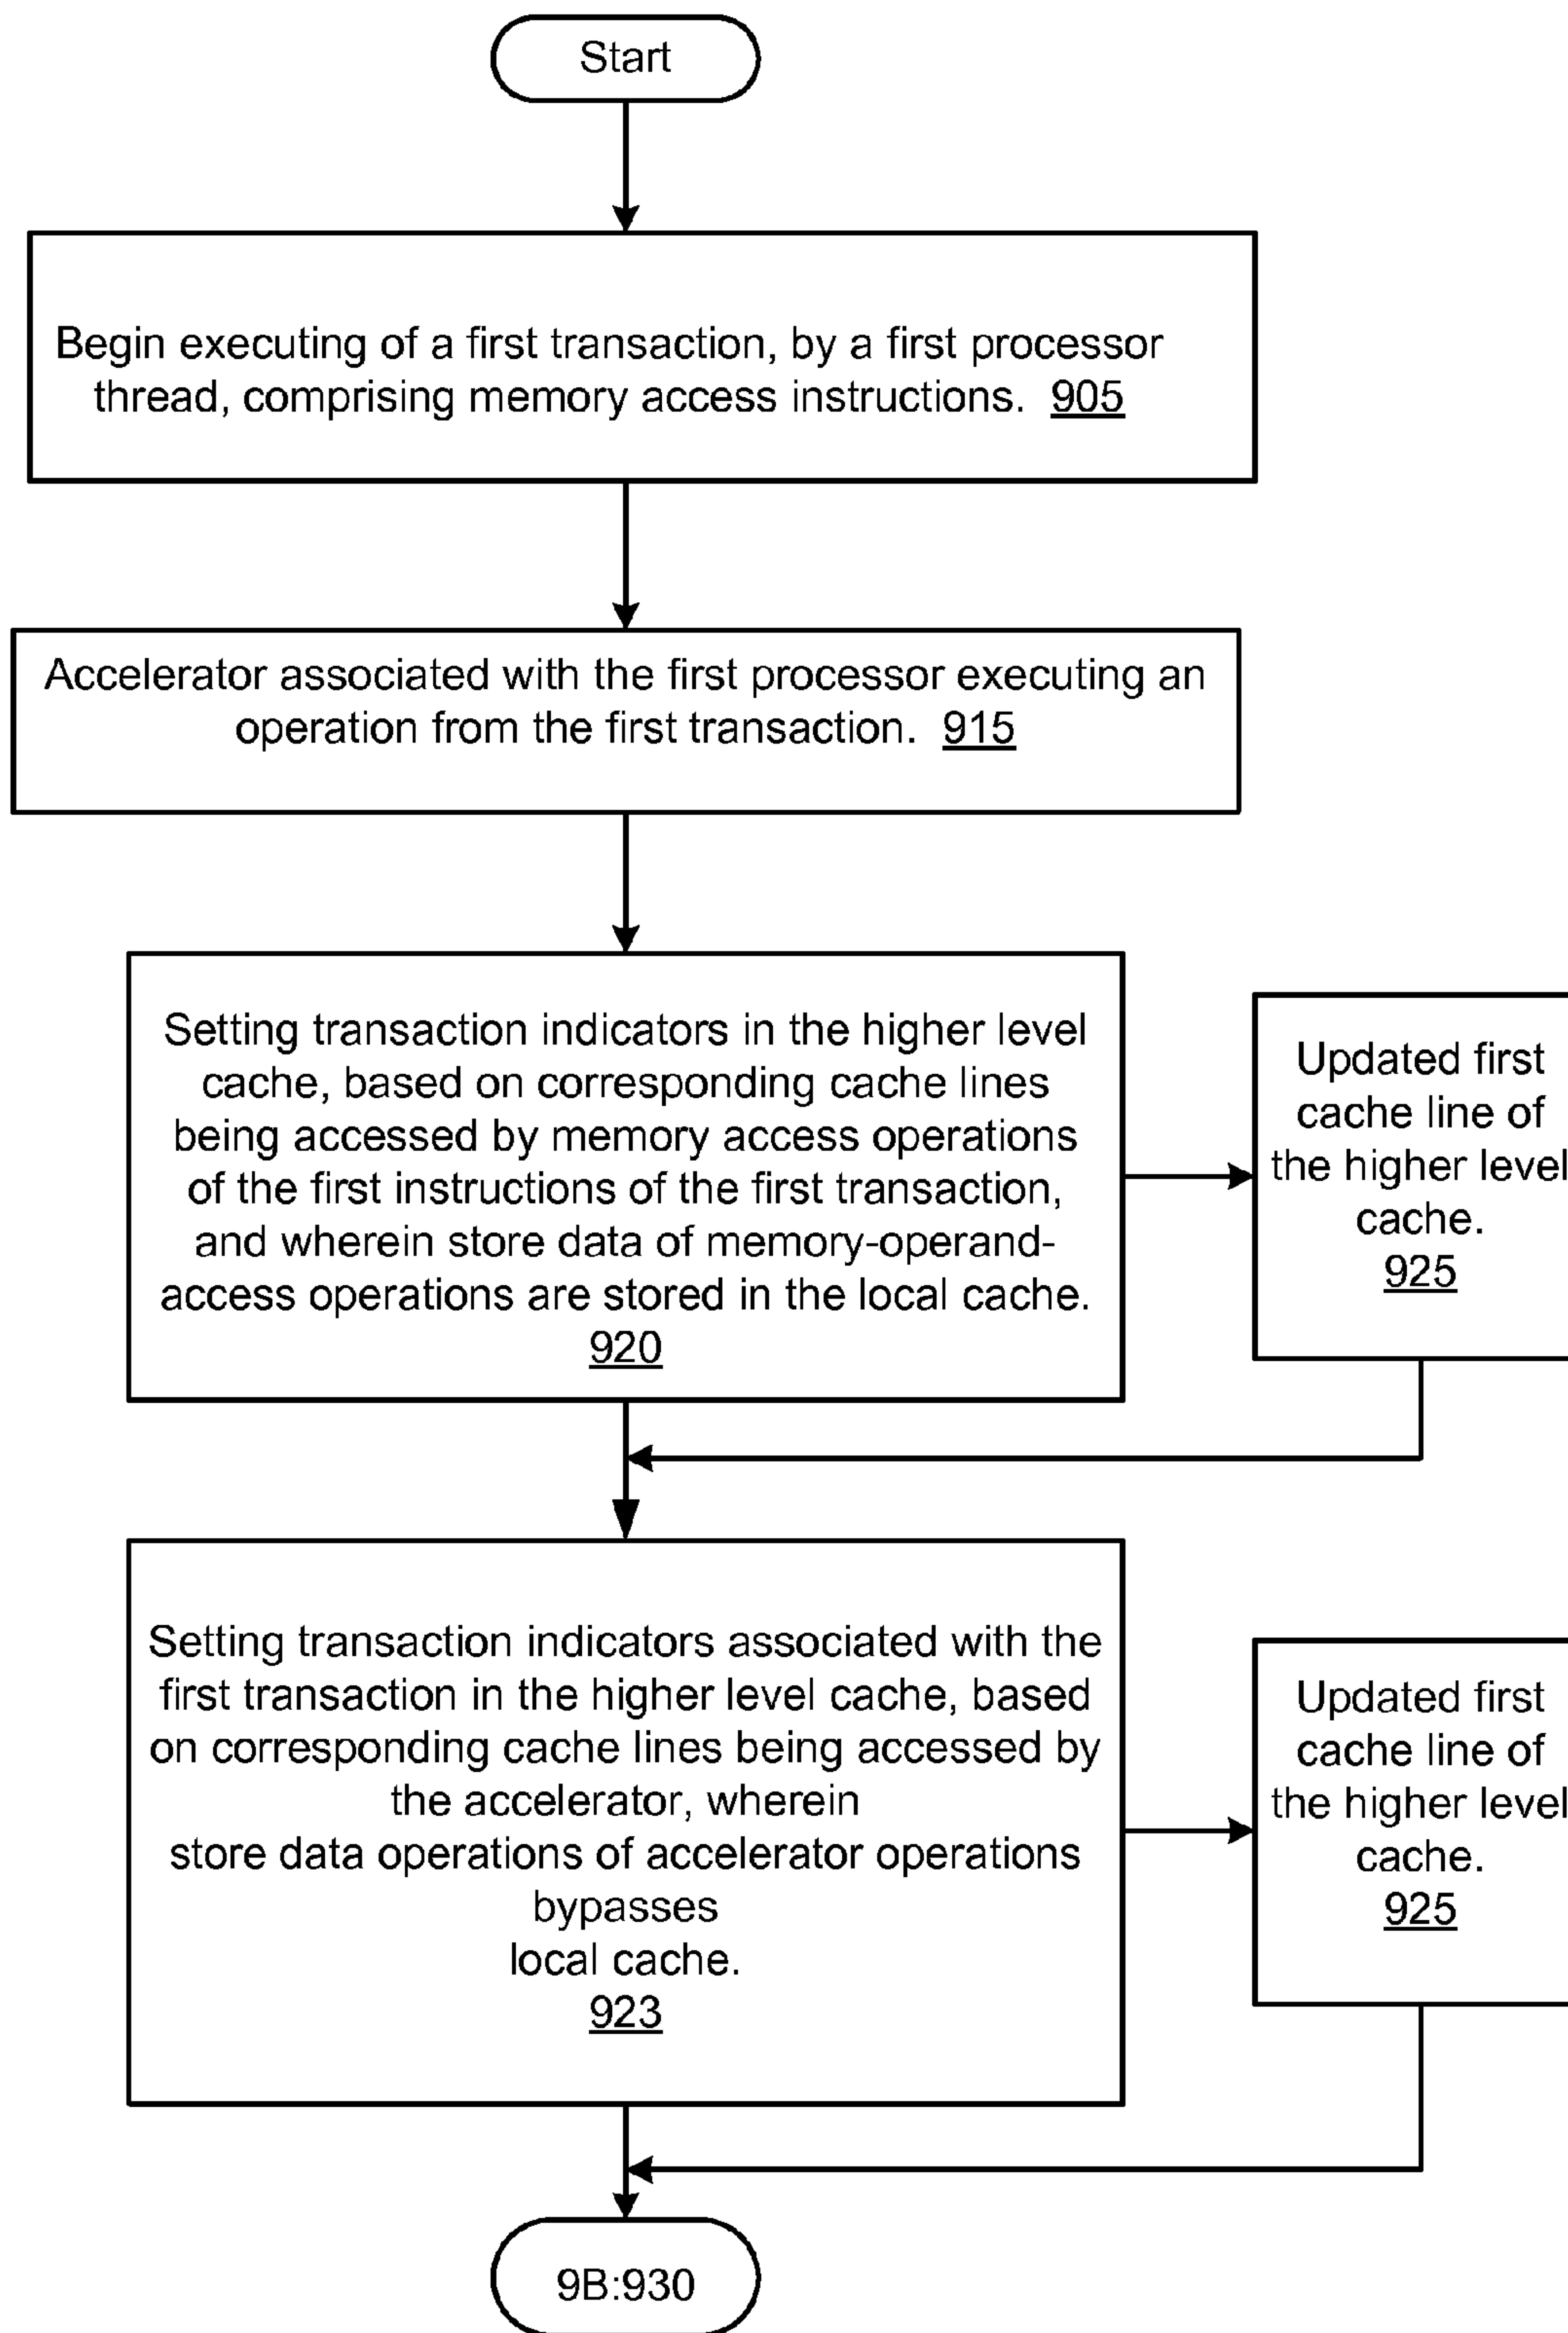 Start
Begin executing of a first transaction, by a first processor
thread, comprising memory access instructions. 905
Accelerator associated with the first processor executing an
operation from the first transaction. 915
Setting transaction indicators in the higher level
cache, based on corresponding cache lines
being accessed by memory access operations
of the first instructions of the first transaction,
and wherein store data of memory-operand-
access operations are stored in the local cache.
920
Updated first
cache line of
the higher level
cache.
925
Setting transaction indicators associated with the
first transaction in the higher level cache, based
on corresponding cache lines being accessed by
the accelerator, wherein
store data operations of accelerator operations
bypasses
local cache.
923
Updated first
cache line of
the higher level
cache.
925
9B:930